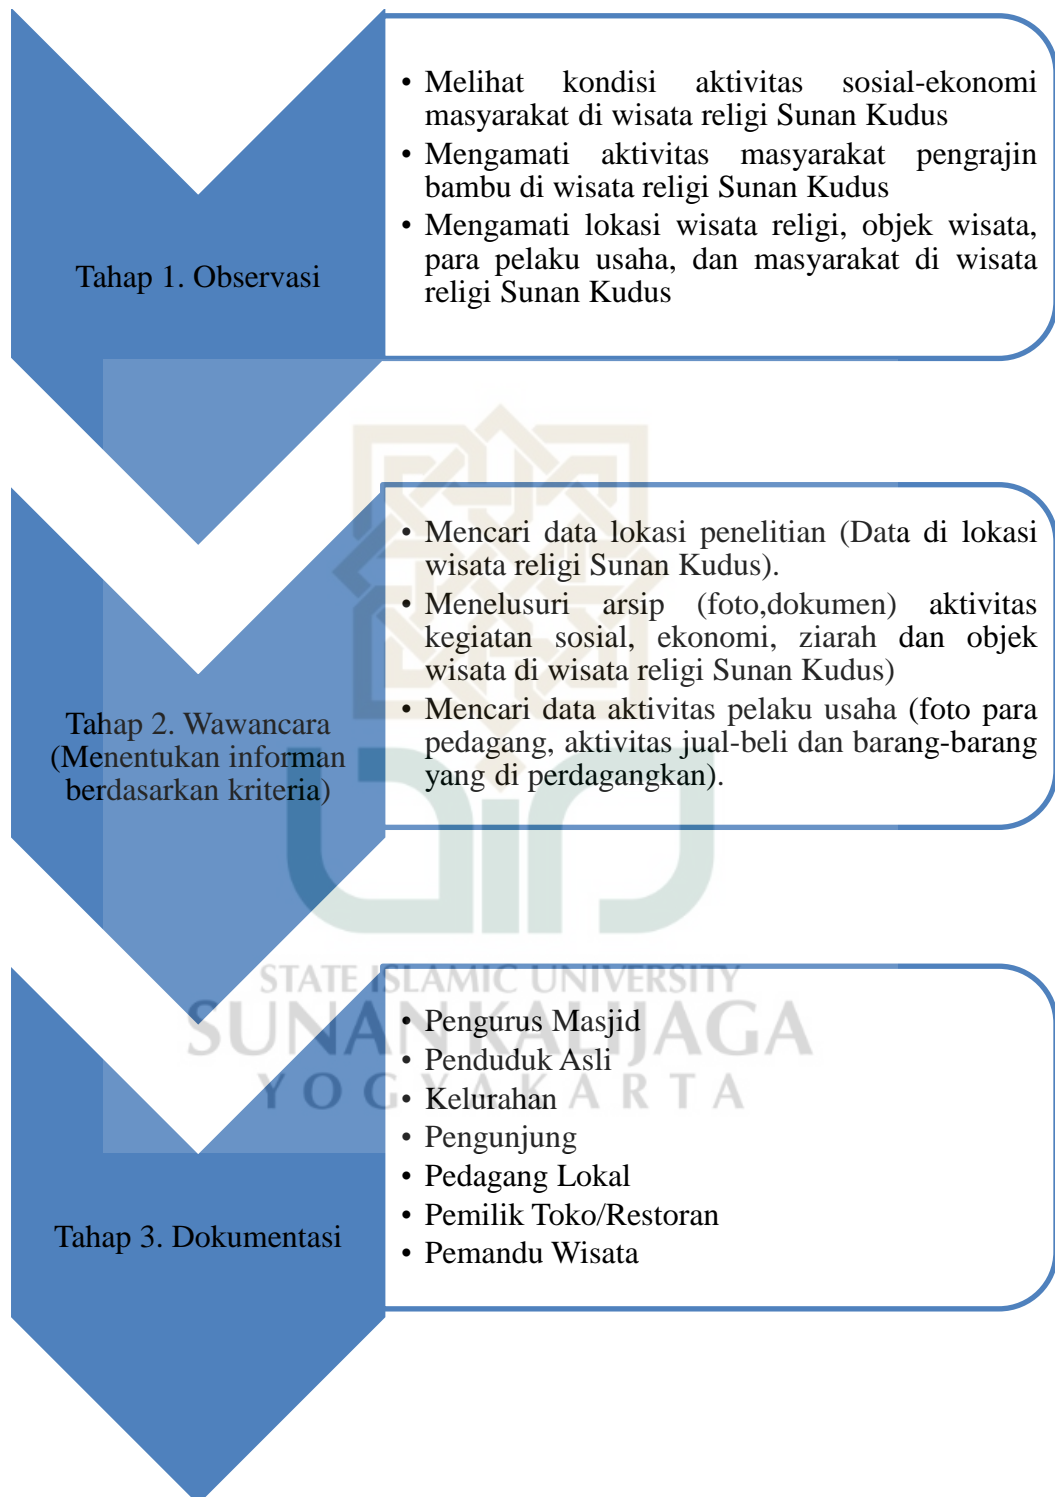 Tahap 1. Observasi
• Melihat kondisi aktivitas sosial-ekonomi
masyarakat di wisata religi Sunan Kudus
• Mengamati aktivitas masyarakat pengrajin
bambu di wisata religi Sunan Kudus
• Mengamati lokasi wisata religi, objek wisata,
para pelaku usaha, dan masyarakat di wisata
religi Sunan Kudus
Tahap 2. Wawancara
(Menentukan informan
berdasarkan kriteria)
• Mencari data lokasi penelitian (Data di lokasi
wisata religi Sunan Kudus).
• Menelusuri arsip (foto,dokumen) aktivitas
kegiatan sosial, ekonomi, ziarah dan objek
wisata di wisata religi Sunan Kudus)
• Mencari data aktivitas pelaku usaha (foto para
pedagang, aktivitas jual-beli dan barang-barang
yang di perdagangkan).
STATE ISLAMIC UNIVERSITY
SUNAN KALIJAGA
YOGYAKARTA
Tahap 3. Dokumentasi
• Pengurus Masjid
• Penduduk Asli
• Kelurahan
• Pengunjung
• Pedagang Lokal
• Pemilik Toko/Restoran
• Pemandu Wisata